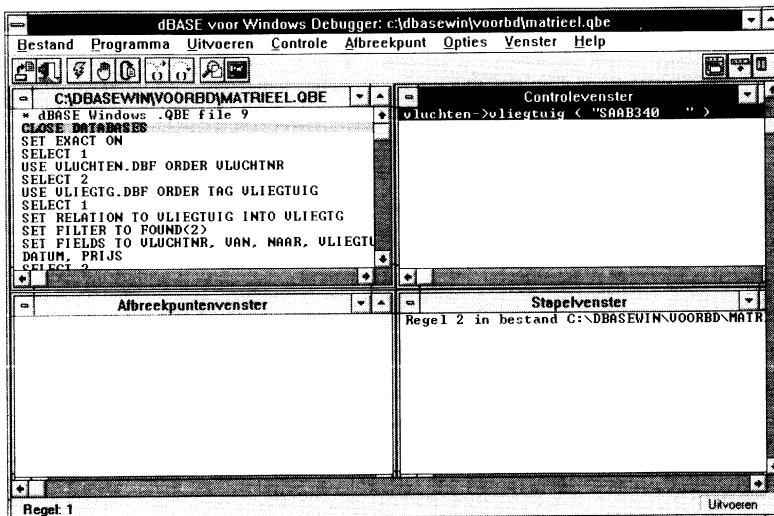 dBASE voor Windows Debugger: c:\dbasewin\voorbd\matrieel.qbe
Bestand Programma Uitvoeren Controle Afbreekpunt Opties Venster Help
C:\DBASEWIN\VOORBD\MATRIEEL.QBE
* dBASE Windows .QBE file 9
CLOSE DATABASES
SET EXACT ON
SELECT 1
USE VLUCHTEN.DBF ORDER VLUCHTNR
SELECT 2
USE VLIEGTG.DBF ORDER TAG VLIEGTUIG
SELECT 1
SET RELATION TO VLIEGTUIG INTO VLIEGTG
SET FILTER TO FOUND(2)
SET FIELDS TO VLUCHTNR, VAN, NAAR, VLIEGTU
DATUM, PRIJS
SELECT 2
Controlevenster
vluchten->vliegtuig ( "SAAB340    " )
Afbreekpuntenvenster
Stapelvenster
Regel 2 in bestand C:\DBASEWIN\VOORBD\MATR
Regel: 1
Uitvoeren